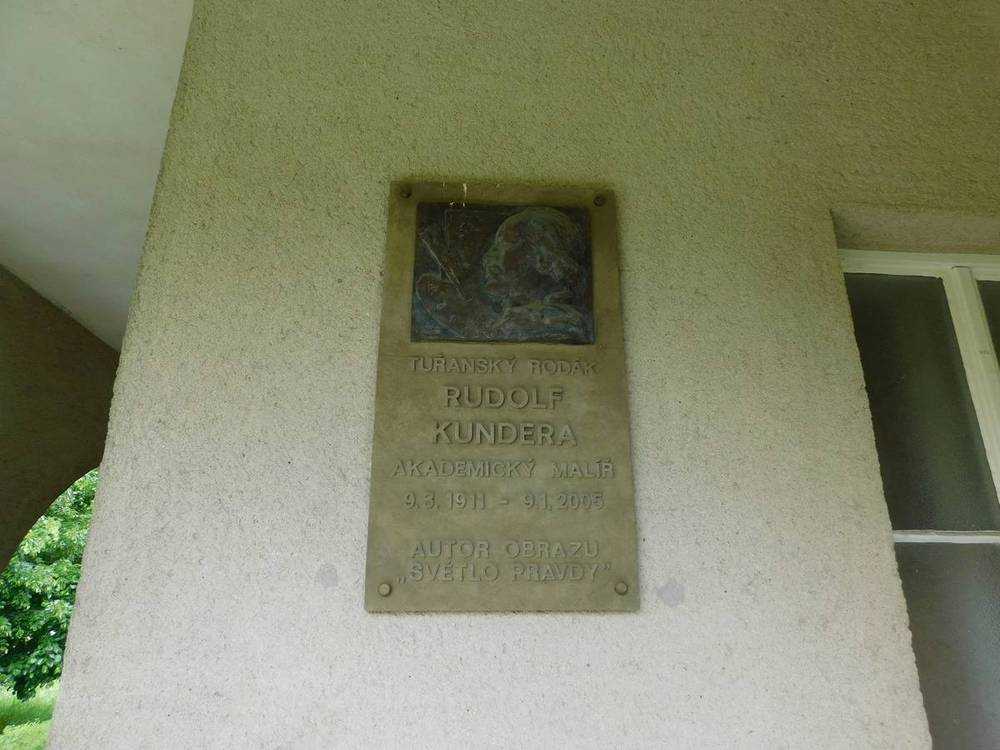 TUŘANSKÝ RODÁK
RUDOLF
KUNDERA
AKADEMICKÝ MALÍŘ
9.3.1911 - 9.1.2005
AUTOR OBRAZU
„SVĚTLO PRAVDY”